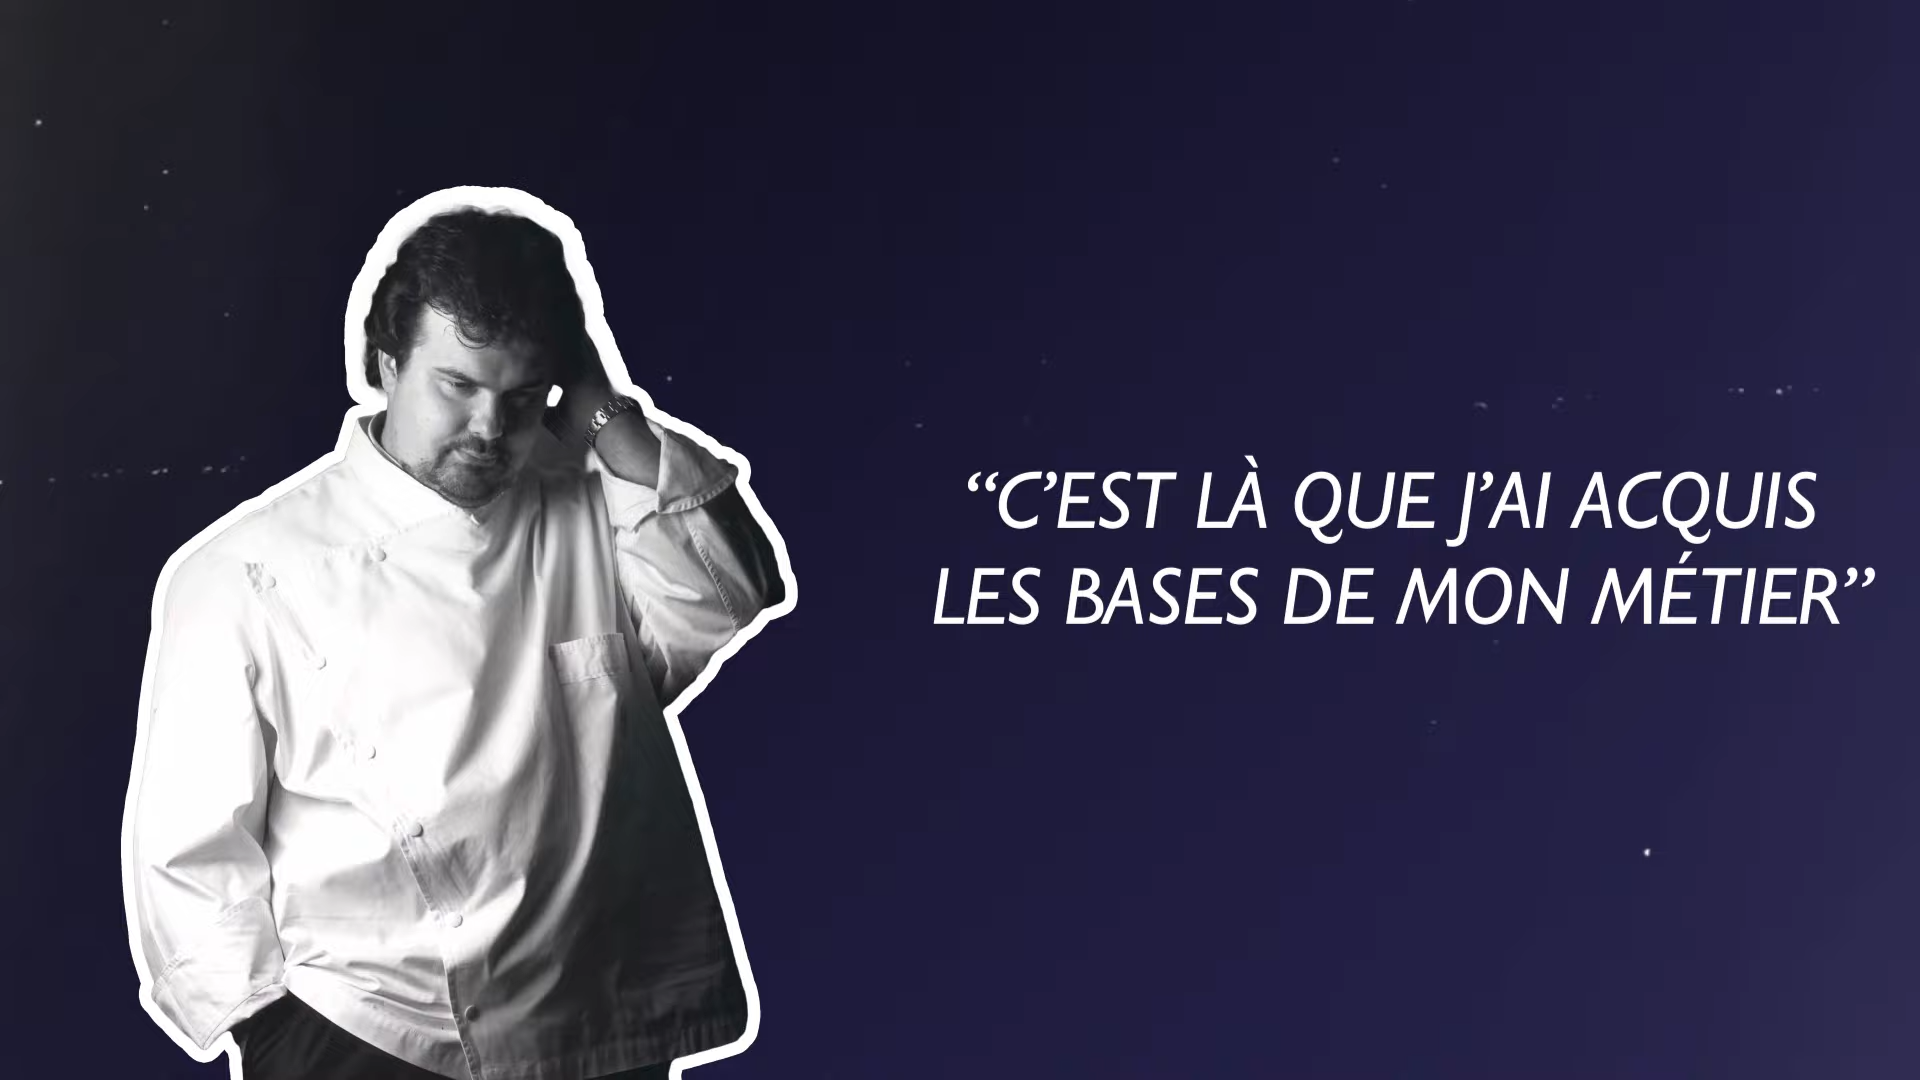 “C’EST LÀ QUE J’AI ACQUIS
LES BASES DE MON MÉTIER”